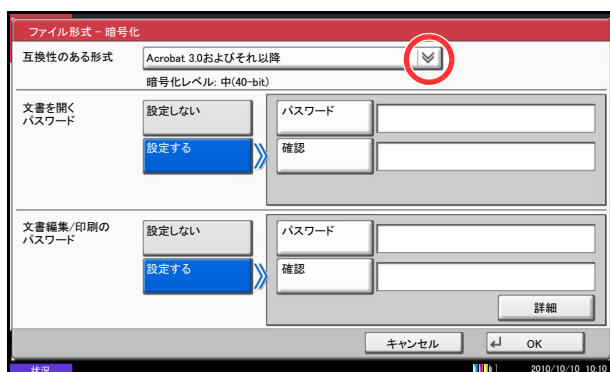 ファイル形式 - 暗号化
互換性のある形式
Acrobat 3.0およびそれ以降
暗号化レベル: 中(40-bit)
文書を開く
パスワード
設定しない
パスワード
設定する
確認
文書編集/印刷の
パスワード
設定しない
パスワード
設定する
確認
詳細
キャンセル
OK
状況
2010/10/10 10:10